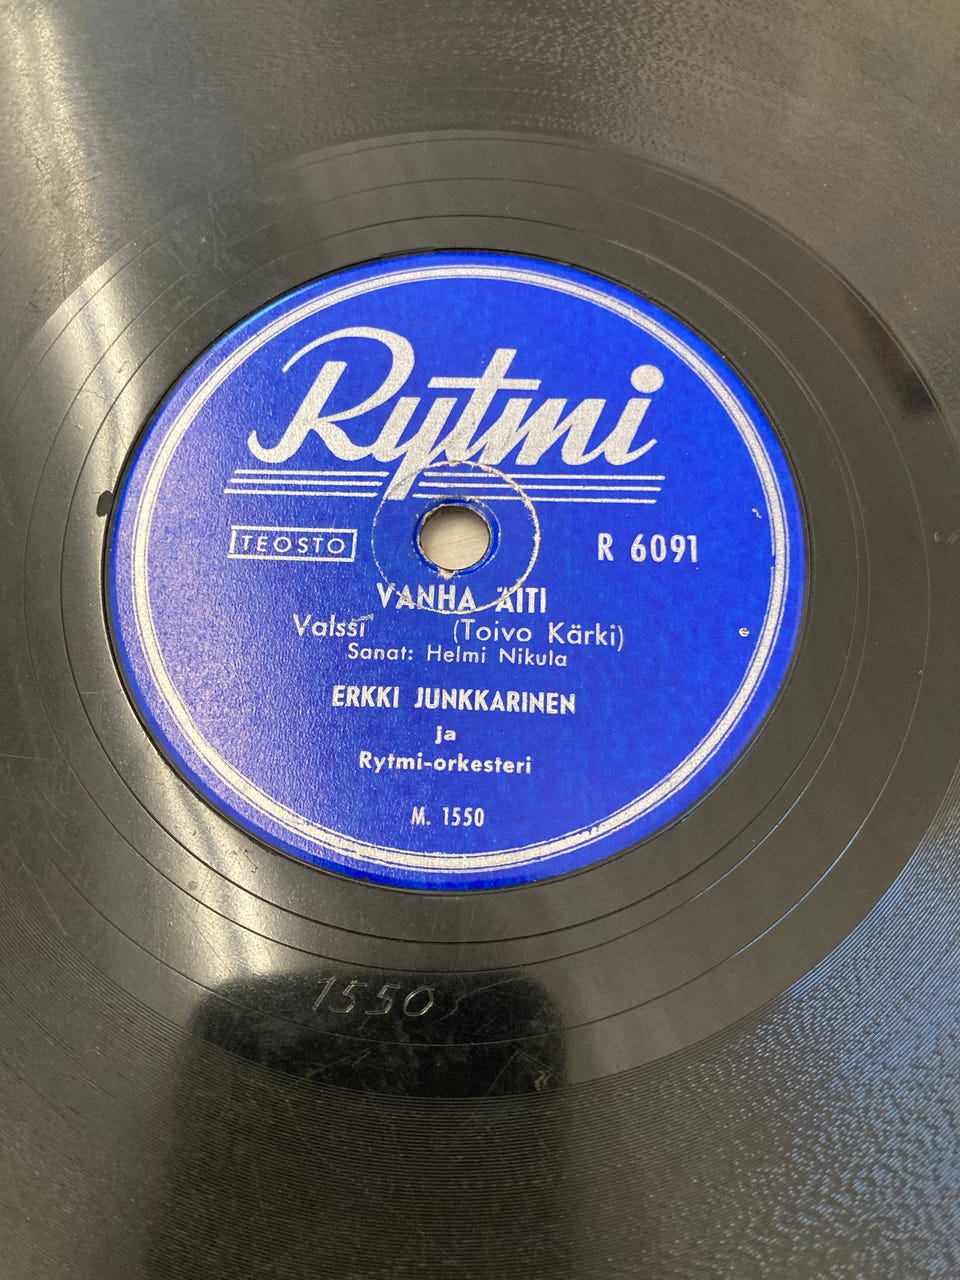 Rytmi
TEOSTO R 6091
VANHA ÄITI
Valssi (Toivo Kärki)
Sanat: Helmi Nikula
ERKKI JUNKKARINEN
ja
Rytmi-orkesteri
M. 1550
1550